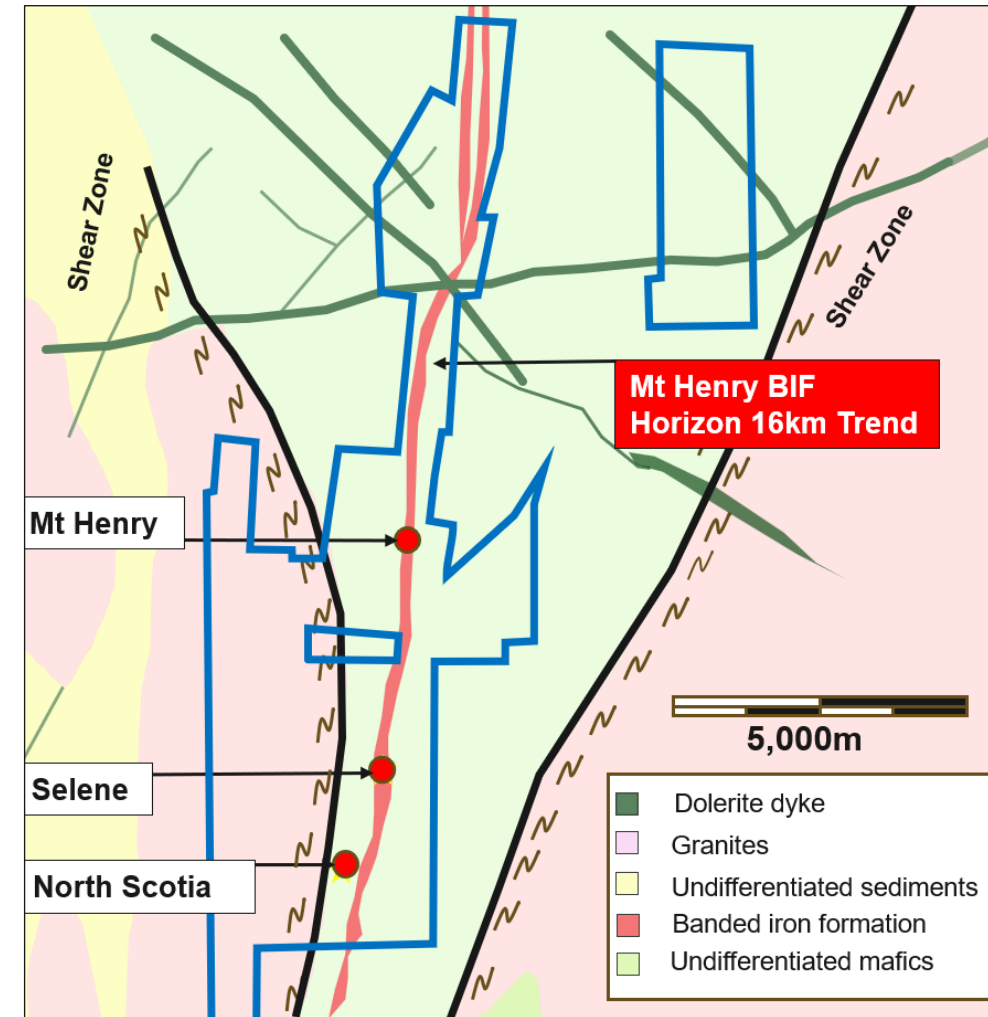 Shear Zone
Shear Zone
Mt Henry BIF
Horizon 16km Trend
Mt Henry
Selene
North Scotia
5,000m
Dolerite dyke
Granites
Undifferentiated sediments
Banded iron formation
Undifferentiated mafics